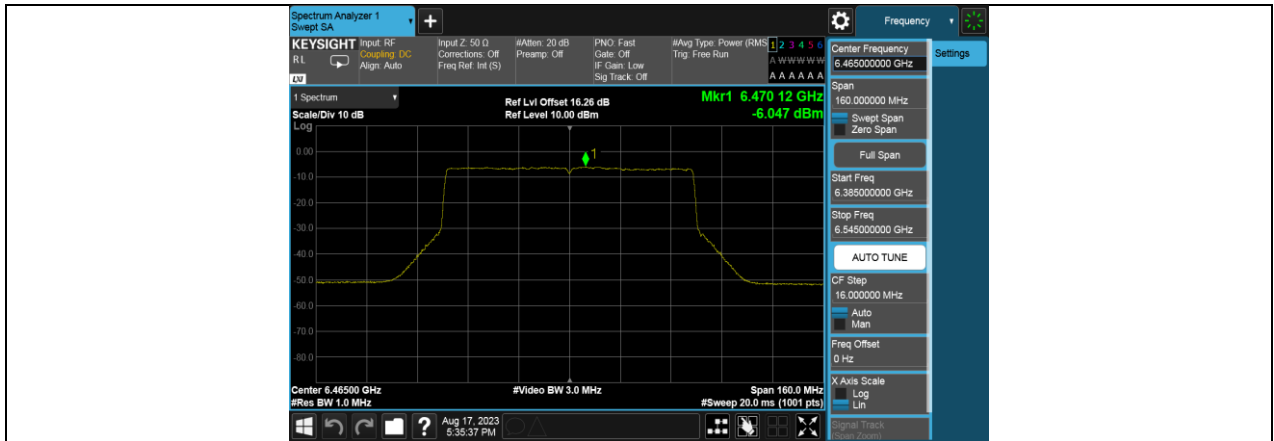 Spectrum Analyzer 1
Swept SA
Frequency
KEYSIGHT
RL
LXI
Input: RF
Coupling: DC
Align: Auto
Input Z: 50 Ω
Corrections: Off
Freq Ref: Int (S)
#Atten: 20 dB
Preamp: Off
PNO: Fast
Gate: Off
IF Gain: Low
Sig Track: Off
#Avg Type: Power (RMS
Trig: Free Run
1 2 3 4 5 6
A W W W W W
A A A A A A
Center Frequency
6.465000000 GHz
Settings
1 Spectrum
Ref Lvl Offset 16.26 dB
Mkr1 6.470 12 GHz
Scale/Div 10 dB
Ref Level 10.00 dBm
-6.047 dBm
Log
1
0.00
-10.0
-20.0
-30.0
-40.0
-50.0
-60.0
-70.0
-80.0
Span
160.000000 MHz
Swept Span
Zero Span
Full Span
Start Freq
6.385000000 GHz
Stop Freq
6.545000000 GHz
AUTO TUNE
CF Step
16.000000 MHz
Auto
Man
Freq Offset
0 Hz
X Axis Scale
Log
Lin
Signal Track
(Span Zoom)
Center 6.46500 GHz
#Video BW 3.0 MHz
Span 160.0 MHz
#Res BW 1.0 MHz
#Sweep 20.0 ms (1001 pts)
Aug 17, 2023
5:35:37 PM